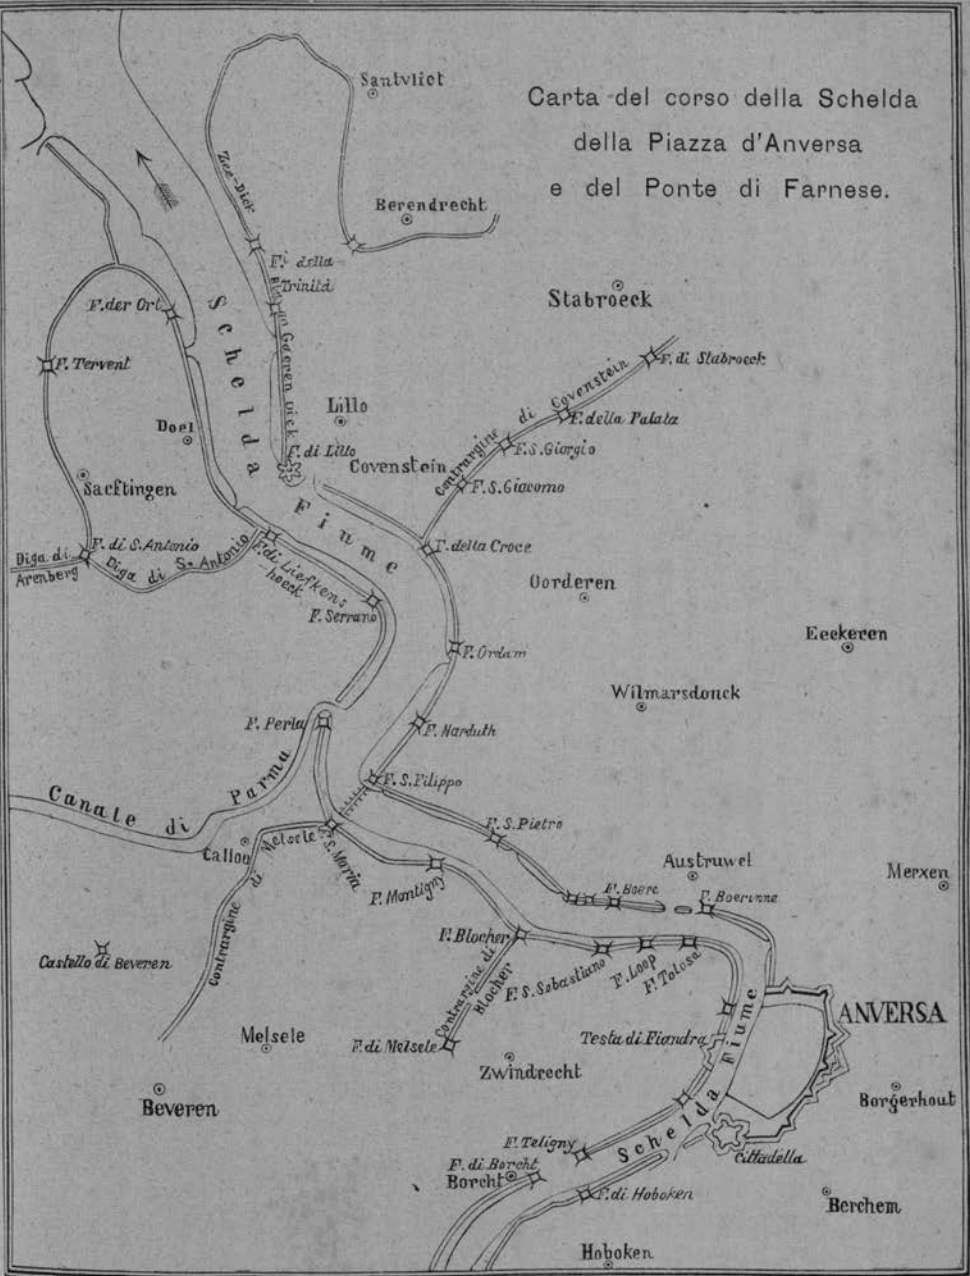 Carta del corso della Schelda
della Piazza d'Anversa
e del Ponte di Farnese.
Santvliet
Zee-Dick
Berendrecht
F. della
Trinità
Stabroeck
F. der Ort
Schelda
Gaeren Dick
F. Tervent
F. di Stabroeck
Contrargine di Covenstein
Lillo
F. della Palata
Doel
F. di Lillo
F. S. Giorgio
Covenstein
Saeftingen
F. S. Giacomo
Fiume
F. di S. Antonio
F. della Croce
Diga di
Arenberg
Diga di S. Antonio
F. di Liefkens
-hoeck
Oorderen
F. Serrano
Eeckeren
F. Ordam
Wilmarsdonck
F. Perla
F. Narduth
Canale di Parma
F. S. Filippo
F. S. Pietro
Callou
Contrargine di Melsele
F. S. Maria
Austruwel
Merxen
F. Montigny
F. Boere
F. Boerinne
F. Blocher
Castello di Beveren
Contrargine di
Blocher
F. S. Sebastiano
F. Loop
F. Tolosa
ANVERSA
Melsele
F. di Melsele
Testa di Fiandra
Zwindrecht
Schelda Fiume
Beveren
Borgerhout
F. Teligny
Cittadella
F. di Borcht
Borcht
F. di Hoboken
Berchem
Hoboken